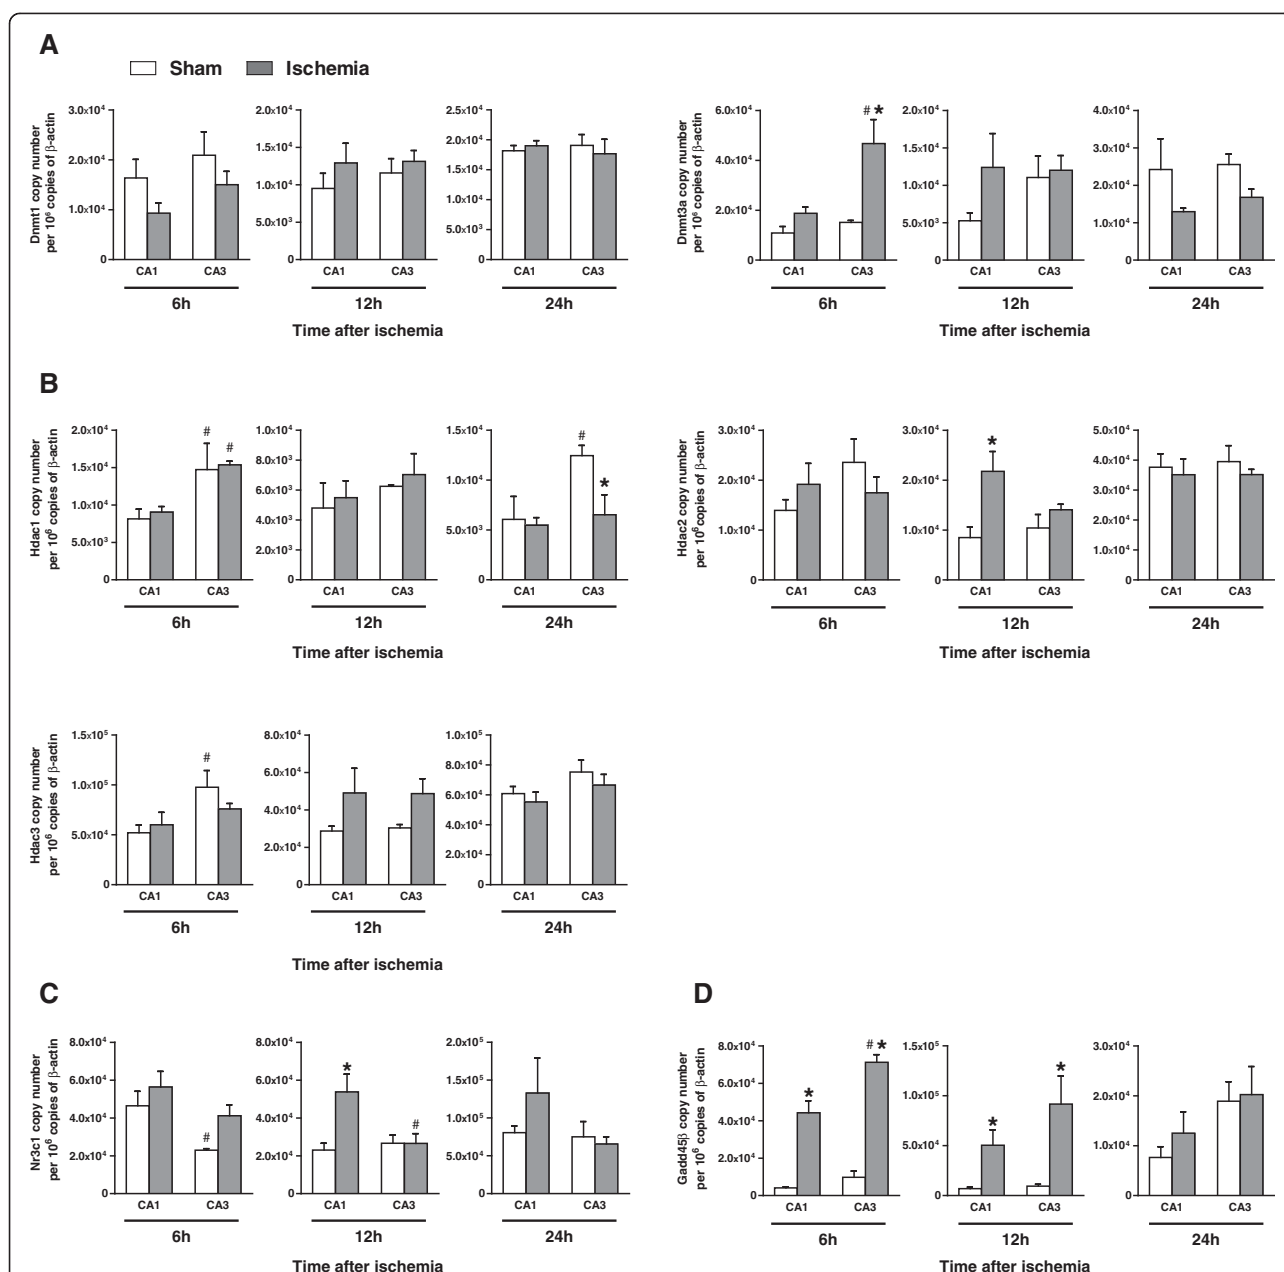 A
Sham Ischemia
Dnmt1 copy number
per 10⁶ copies of β-actin
3.0x10⁴
2.0x10⁴
1.0x10⁴
0
CA1 CA3
6h
2.0x10⁴
1.5x10⁴
1.0x10⁴
5.0x10³
0
CA1 CA3
12h
2.5x10⁴
2.0x10⁴
1.5x10⁴
1.0x10⁴
5.0x10³
0
CA1 CA3
24h
Time after ischemia
Dnmt3a copy number
per 10⁶ copies of β-actin
6.0x10⁴
4.0x10⁴
2.0x10⁴
0
# *
CA1 CA3
6h
2.0x10⁴
1.5x10⁴
1.0x10⁴
5.0x10³
0
CA1 CA3
12h
4.0x10⁴
3.0x10⁴
2.0x10⁴
1.0x10⁴
0
CA1 CA3
24h
Time after ischemia
B
Hdac1 copy number
per 10⁶ copies of β-actin
2.0x10⁴
1.5x10⁴
1.0x10⁴
5.0x10³
0
# #
CA1 CA3
6h
1.0x10⁴
8.0x10³
6.0x10³
4.0x10³
2.0x10³
0
CA1 CA3
12h
1.5x10⁴
1.0x10⁴
5.0x10³
0
# *
CA1 CA3
24h
Time after ischemia
Hdac2 copy number
per 10⁶ copies of β-actin
3.0x10⁴
2.0x10⁴
1.0x10⁴
0
CA1 CA3
6h
3.0x10⁴
2.0x10⁴
1.0x10⁴
0
*
CA1 CA3
12h
5.0x10⁴
4.0x10⁴
3.0x10⁴
2.0x10⁴
1.0x10⁴
0
CA1 CA3
24h
Time after ischemia
Hdac3 copy number
per 10⁶ copies of β-actin
1.5x10⁵
1.0x10⁵
5.0x10⁴
0
#
CA1 CA3
6h
8.0x10⁴
6.0x10⁴
4.0x10⁴
2.0x10⁴
0
CA1 CA3
12h
1.0x10⁵
8.0x10⁴
6.0x10⁴
4.0x10⁴
2.0x10⁴
0
CA1 CA3
24h
Time after ischemia
C
Nr3c1 copy number
per 10⁶ copies of β-actin
8.0x10⁴
6.0x10⁴
4.0x10⁴
2.0x10⁴
0
#
CA1 CA3
6h
8.0x10⁴
6.0x10⁴
4.0x10⁴
2.0x10⁴
0
* #
CA1 CA3
12h
2.0x10⁵
1.5x10⁵
1.0x10⁵
5.0x10⁴
0
CA1 CA3
24h
Time after ischemia
D
Gadd45β copy number
per 10⁶ copies of β-actin
8.0x10⁴
6.0x10⁴
4.0x10⁴
2.0x10⁴
0
* # *
CA1 CA3
6h
1.5x10⁵
1.0x10⁵
5.0x10⁴
0
* *
CA1 CA3
12h
3.0x10⁴
2.0x10⁴
1.0x10⁴
0
CA1 CA3
24h
Time after ischemia